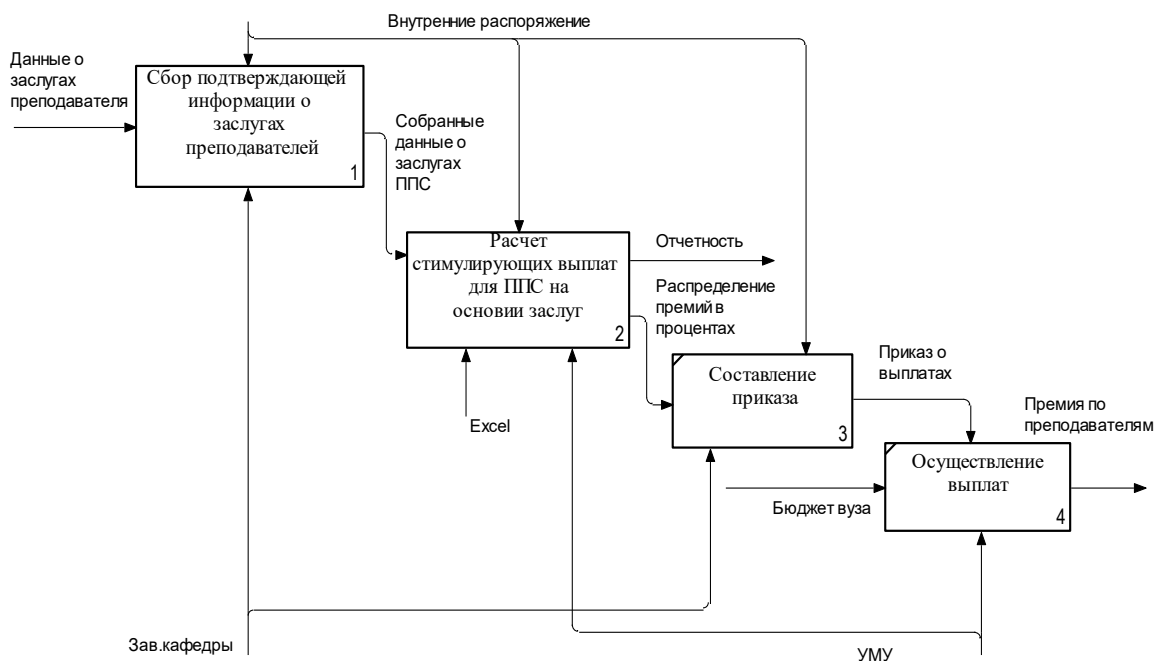 Внутренние распоряжение
Данные о
заслугах
преподавателя
Сбор подтверждающей
информации о
заслугах
преподавателей
1
Собранные
данные о
заслугах
ППС
Расчет
стимулирующих выплат
для ППС на
основии заслуг
2
Отчетность
Распределение
премий в
процентах
Excel
Составление
приказа
3
Приказ о
выплатах
Осуществление
выплат
4
Премия по
преподавателям
Бюджет вуза
Зав.кафедры
УМУ